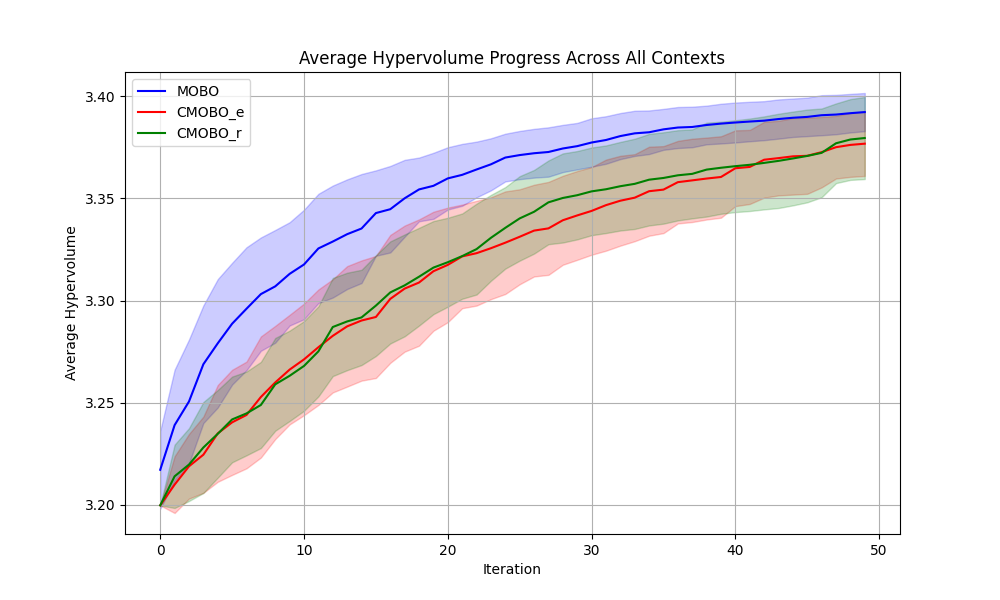 Average Hypervolume Progress Across All Contexts
MOBO
CMOBO_e
CMOBO_r
Average Hypervolume
3.40
3.35
3.30
3.25
3.20
0
10
20
30
40
50
Iteration